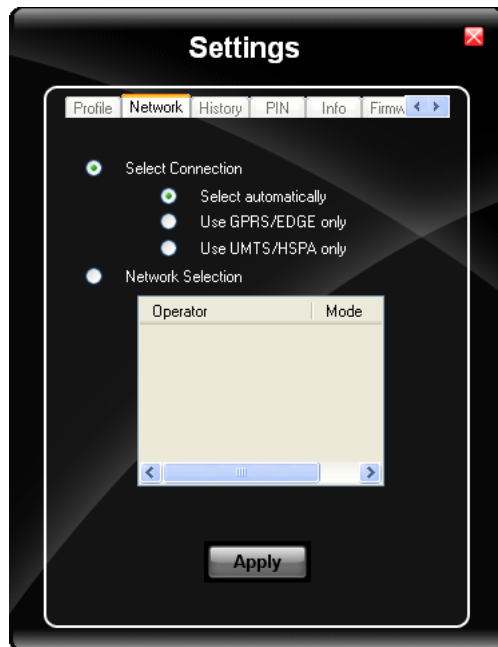 Settings
Profile Network History PIN Info Firmw
Select Connection
Select automatically
Use GPRS/EDGE only
Use UMTS/HSPA only
Network Selection
Operator Mode
Apply